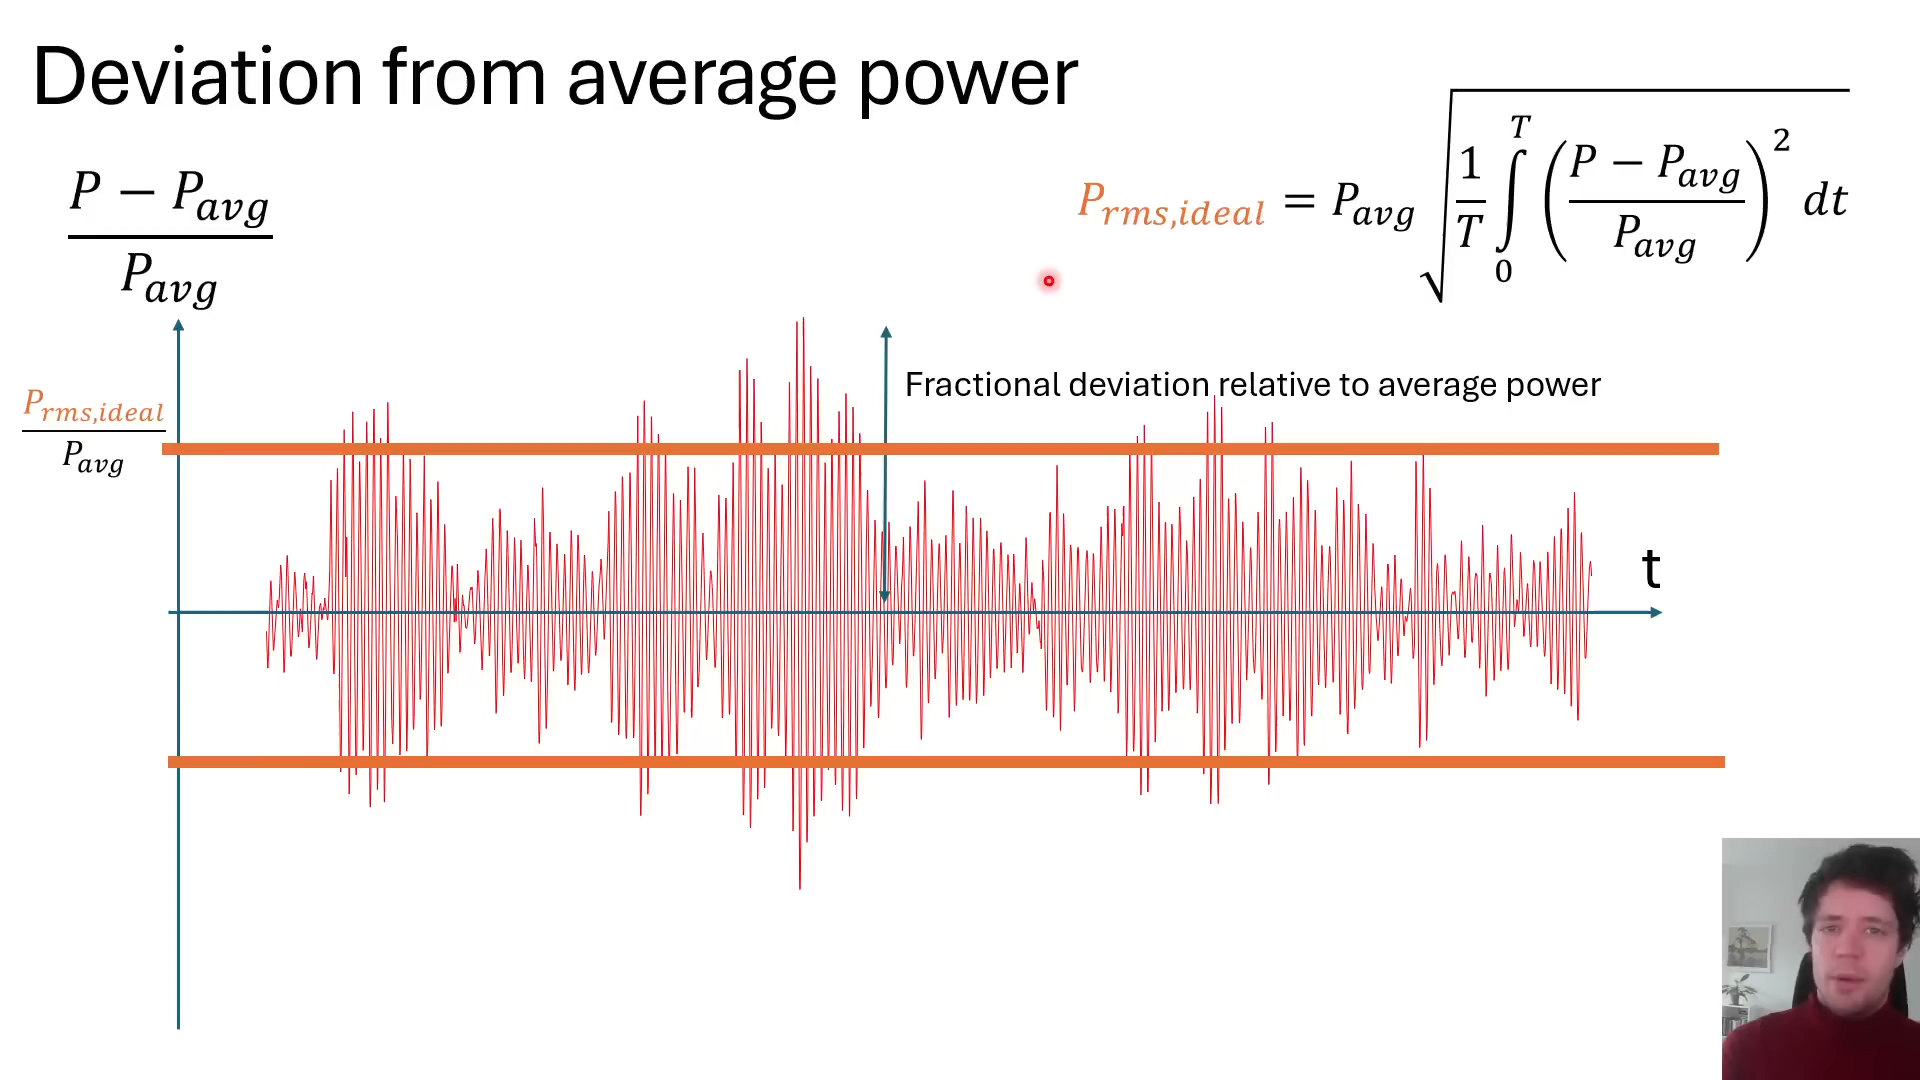 Deviation from average power
P − P_avg
P_avg
P_rms,ideal = P_avg √ 1/T ∫_0^T ((P − P_avg)/P_avg)^2 dt
Fractional deviation relative to average power
P_rms,ideal
P_avg
t